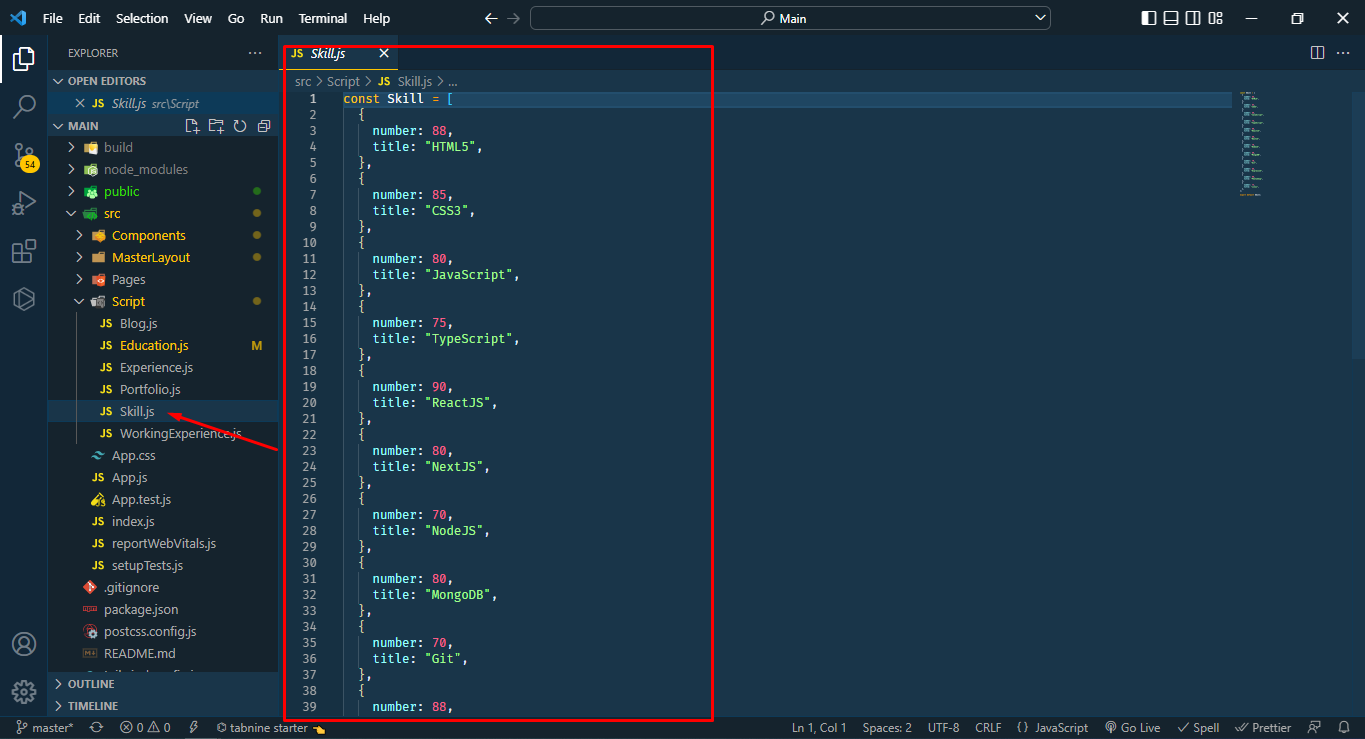 File Edit Selection View Go Run Terminal Help
Main
EXPLORER
OPEN EDITORS
JS Skill.js src\Script
MAIN
build
node_modules
public
src
Components
MasterLayout
Pages
Script
JS Blog.js
JS Education.js M
JS Experience.js
JS Portfolio.js
JS Skill.js
JS WorkingExperience.js
App.css
JS App.js
App.test.js
JS index.js
JS reportWebVitals.js
JS setupTests.js
.gitignore
package.json
postcss.config.js
README.md
OUTLINE
TIMELINE
54
JS Skill.js
src > Script > JS Skill.js > ...
1 const Skill = [
2 {
3 number: 88,
4 title: "HTML5",
5 },
6 {
7 number: 85,
8 title: "CSS3",
9 },
10 {
11 number: 80,
12 title: "JavaScript",
13 },
14 {
15 number: 75,
16 title: "TypeScript",
17 },
18 {
19 number: 90,
20 title: "ReactJS",
21 },
22 {
23 number: 80,
24 title: "NextJS",
25 },
26 {
27 number: 70,
28 title: "NodeJS",
29 },
30 {
31 number: 80,
32 title: "MongoDB",
33 },
34 {
35 number: 70,
36 title: "Git",
37 },
38 {
39 number: 88,
master* 0 0 tabnine starter Ln 1, Col 1 Spaces: 2 UTF-8 CRLF {} JavaScript Go Live Spell Prettier